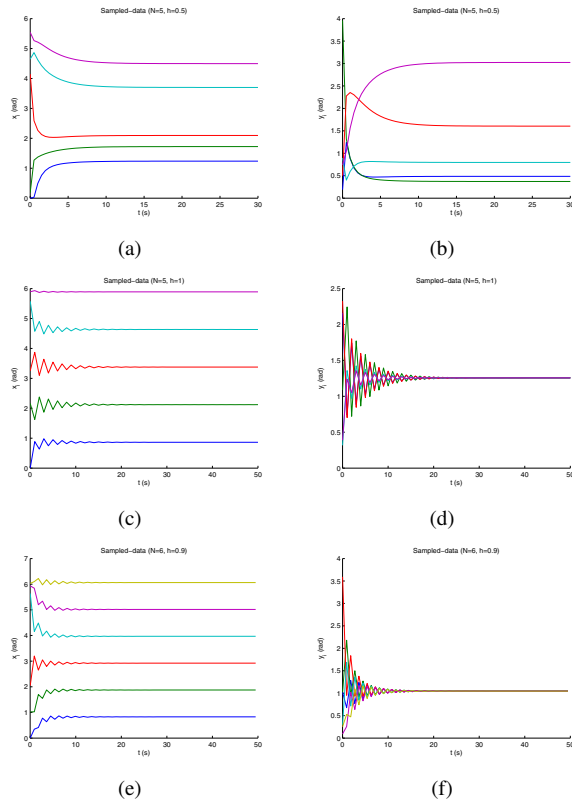 Sampled−data (N=5, h=0.5)
6
5
4
3
2
1
0
x_i (rad)
0 5 10 15 20 25 30
t (s)
(a)
Sampled−data (N=5, h=0.5)
4
3.5
3
2.5
2
1.5
1
0.5
0
y_i (rad)
0 5 10 15 20 25 30
t (s)
(b)
Sampled−data (N=5, h=1)
6
5
4
3
2
1
0
x_i (rad)
0 10 20 30 40 50
t (s)
(c)
Sampled−data (N=5, h=1)
2.5
2
1.5
1
0.5
0
y_i (rad)
0 10 20 30 40 50
t (s)
(d)
Sampled−data (N=6, h=0.9)
7
6
5
4
3
2
1
0
x_i (rad)
0 10 20 30 40 50
t (s)
(e)
Sampled−data (N=6, h=0.9)
4
3.5
3
2.5
2
1.5
1
0.5
0
y_i (rad)
0 10 20 30 40 50
t (s)
(f)